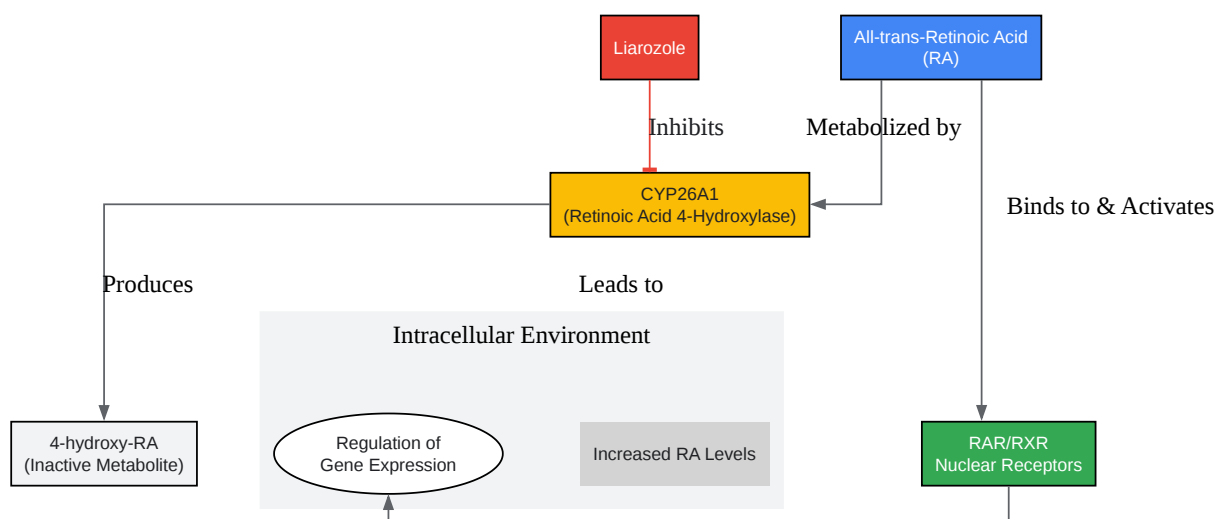 Liarozole
All-trans-Retinoic Acid
(RA)
Inhibits
Metabolized by
CYP26A1
(Retinoic Acid 4-Hydroxylase)
Binds to & Activates
Produces
Leads to
Intracellular Environment
4-hydroxy-RA
(Inactive Metabolite)
Regulation of
Gene Expression
Increased RA Levels
RAR/RXR
Nuclear Receptors